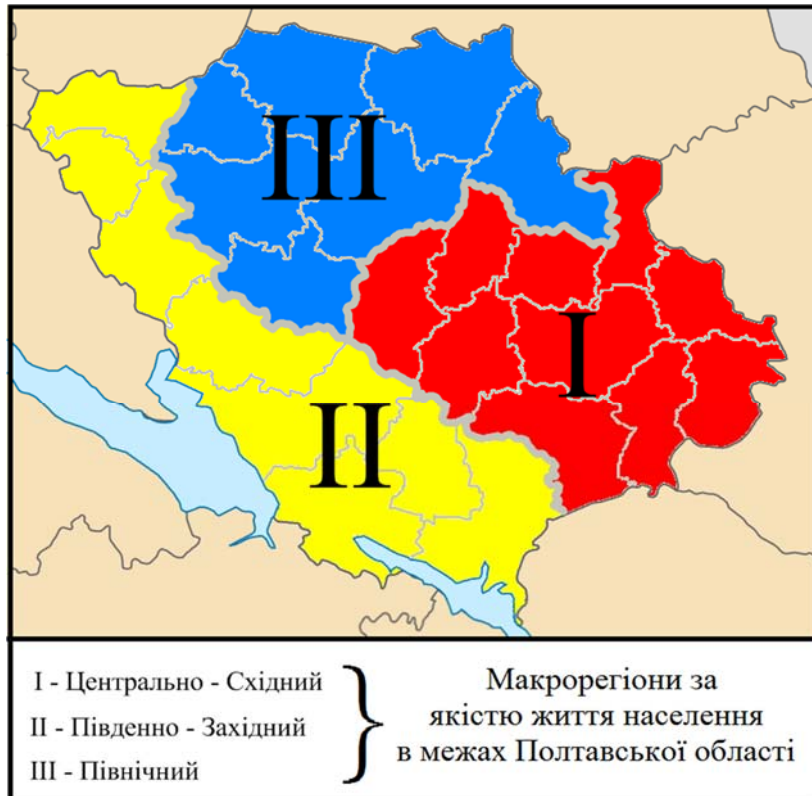 III
I
II
I - Центрально - Східний
II - Південно - Західний
III - Північний
Макрорегіони за
якістю життя населення
в межах Полтавської області